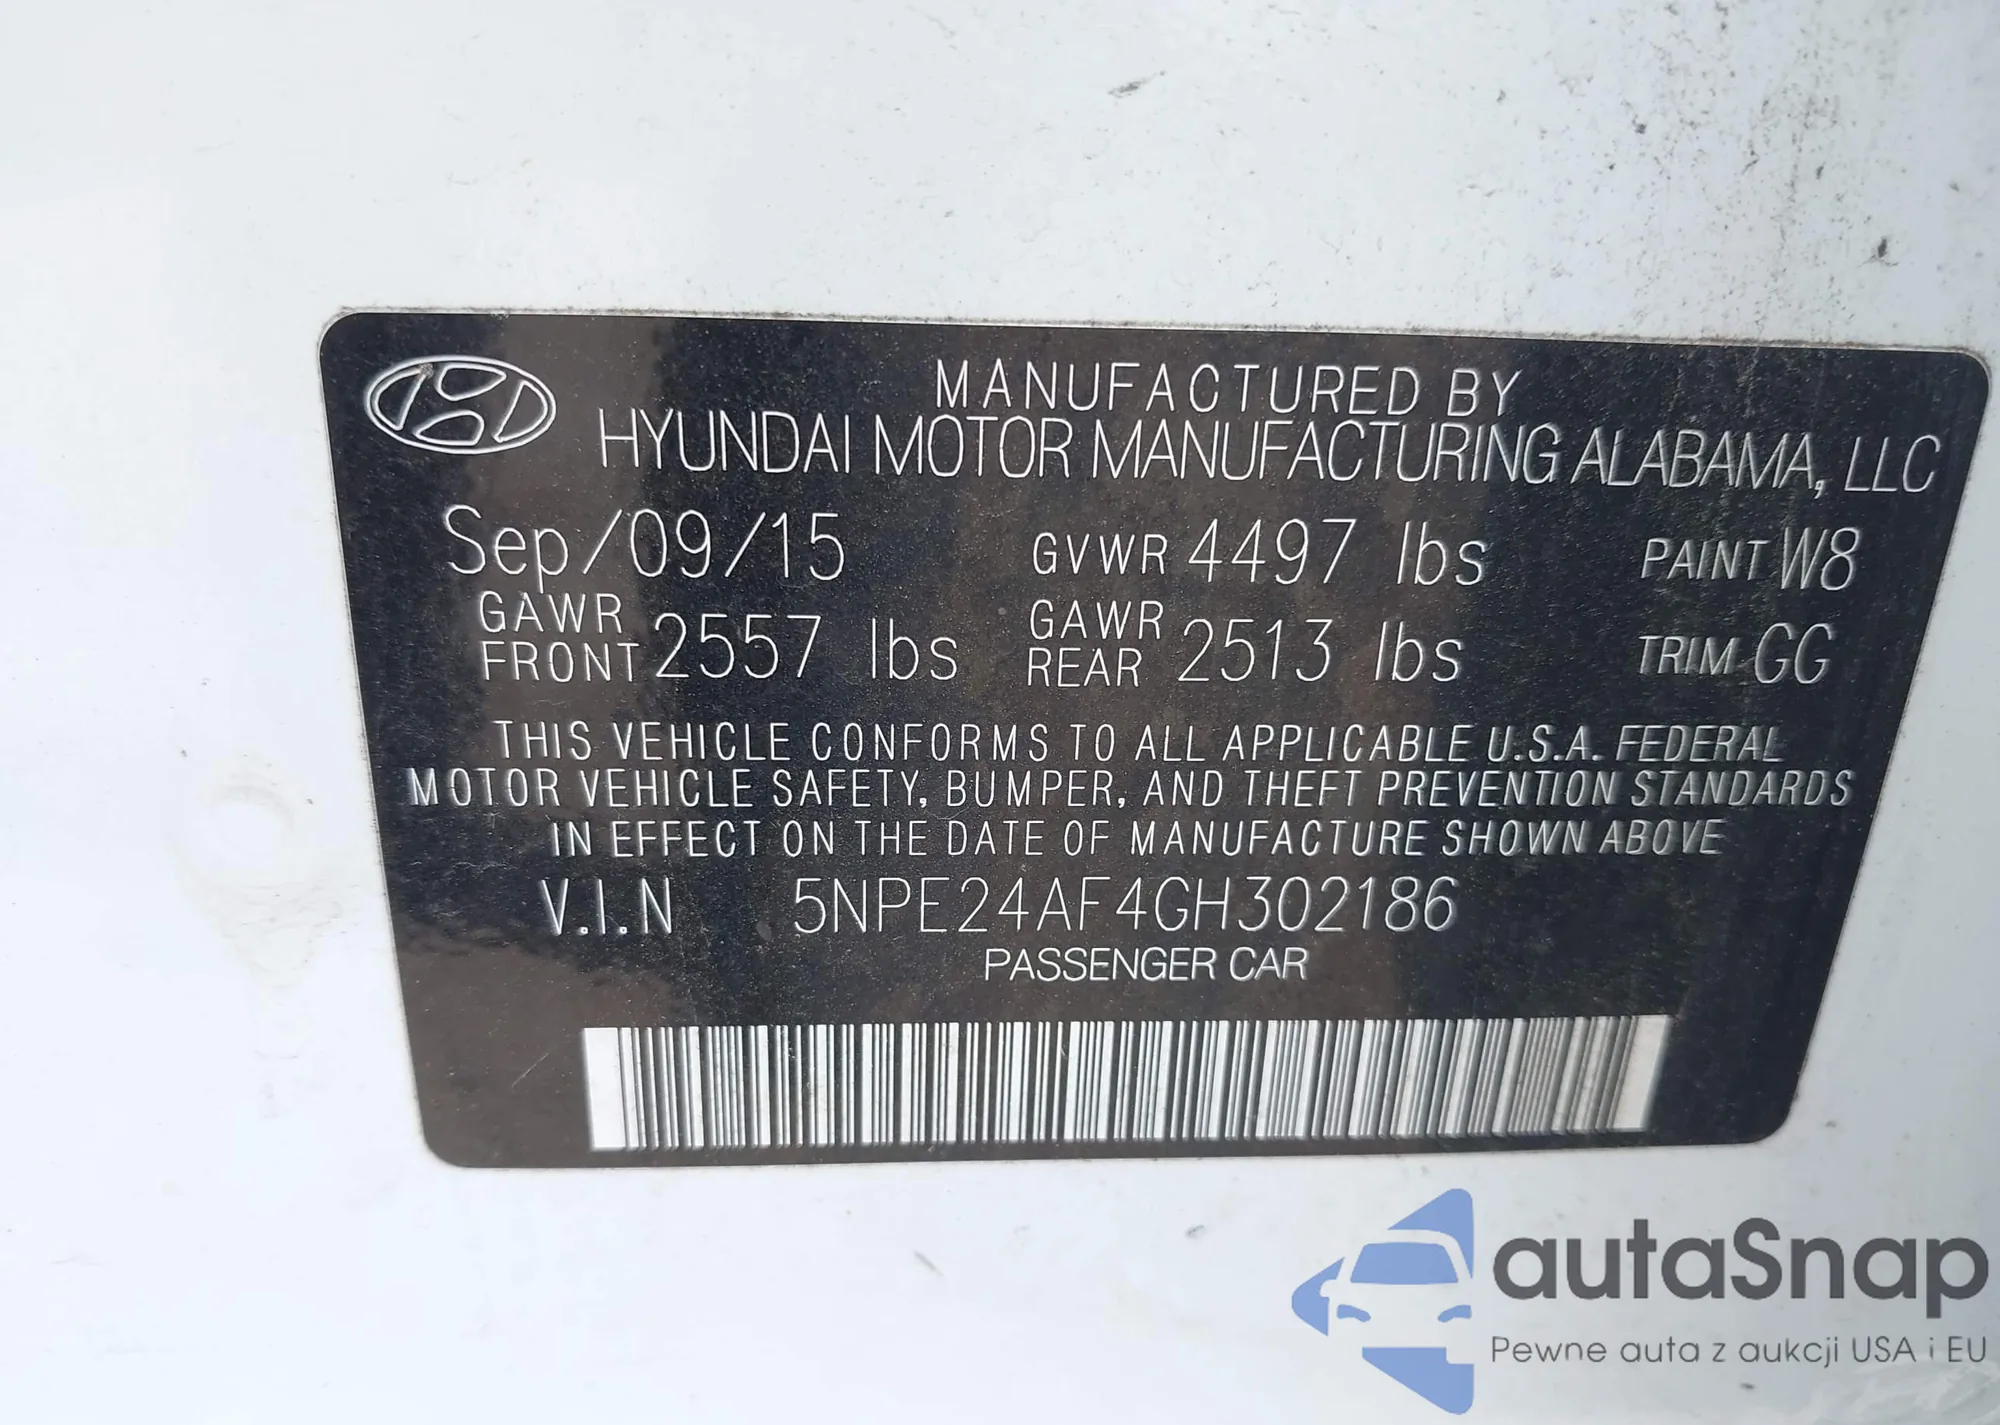 MANUFACTURED BY
HYUNDAI MOTOR MANUFACTURING ALABAMA, LLC
Sep/09/15 GVWR 4497 lbs PAINT W8
GAWR FRONT 2557 lbs GAWR REAR 2513 lbs TRIM GG
THIS VEHICLE CONFORMS TO ALL APPLICABLE U.S.A. FEDERAL
MOTOR VEHICLE SAFETY, BUMPER, AND THEFT PREVENTION STANDARDS
IN EFFECT ON THE DATE OF MANUFACTURE SHOWN ABOVE
V.I.N 5NPE24AF4GH302186
PASSENGER CAR
autaSnap
Pewne auta z aukcji USA i EU